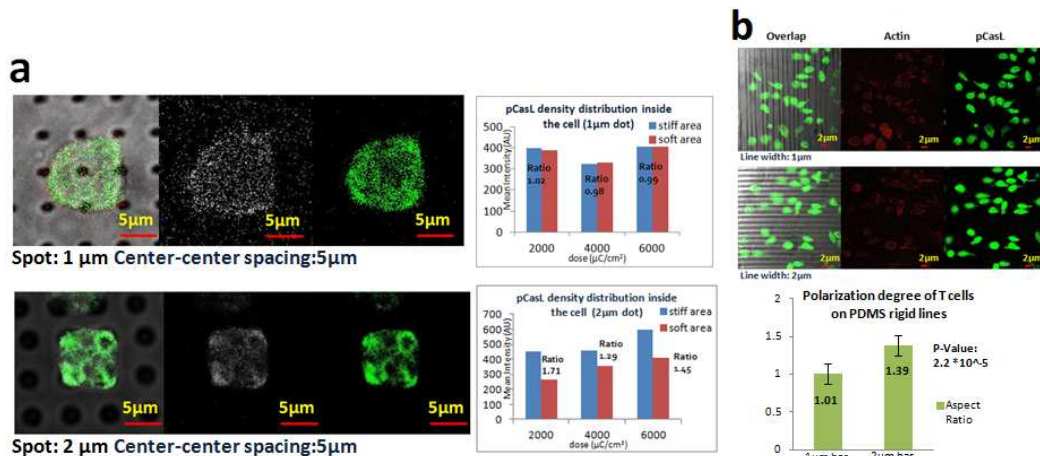 a
5µm
5µm
5µm
Spot: 1 µm Center-center spacing:5µm
pCasL density distribution inside
the cell (1µm dot)
stiff area
soft area
Mean Intensity (AU)
500
400
300
200
100
0
Ratio
1.02
Ratio
0.98
Ratio
0.99
2000
4000
6000
dose (µC/cm²)
5µm
5µm
5µm
Spot: 2 µm Center-center spacing:5µm
pCasL density distribution inside
the cell (2µm dot)
stiff area
soft area
Mean Intensity (AU)
700
600
500
400
300
200
100
0
Ratio
1.71
Ratio
1.29
Ratio
1.45
2000
4000
6000
dose (µC/cm²)
b
Overlap
Actin
pCasL
2µm
2µm
2µm
Line width: 1µm
2µm
2µm
2µm
Line width: 2µm
Polarization degree of T cells
on PDMS rigid lines
2
1.5
1
0.5
0
1.01
1.39
P-Value:
2.2 *10^-5
Aspect
Ratio
1µm bar
2µm bar